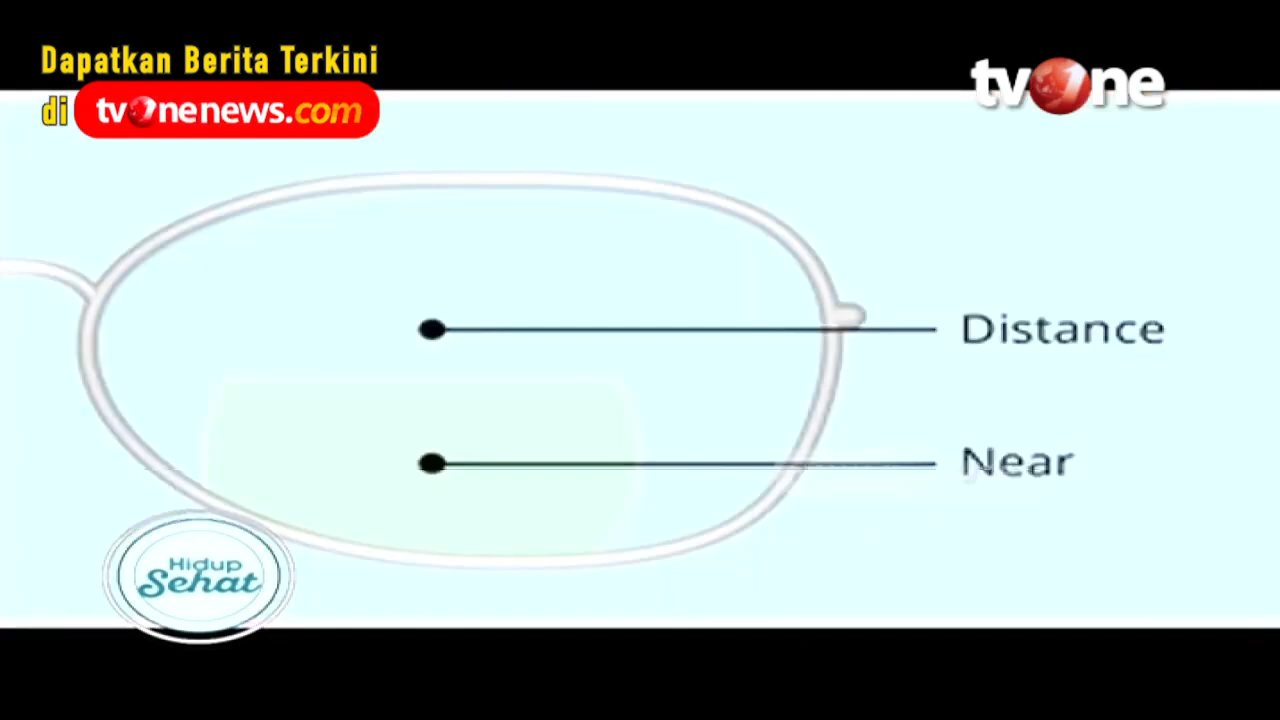 Dapatkan Berita Terkini
di tvOnenews.com
tvOne
Distance
Near
Hidup
Sehat